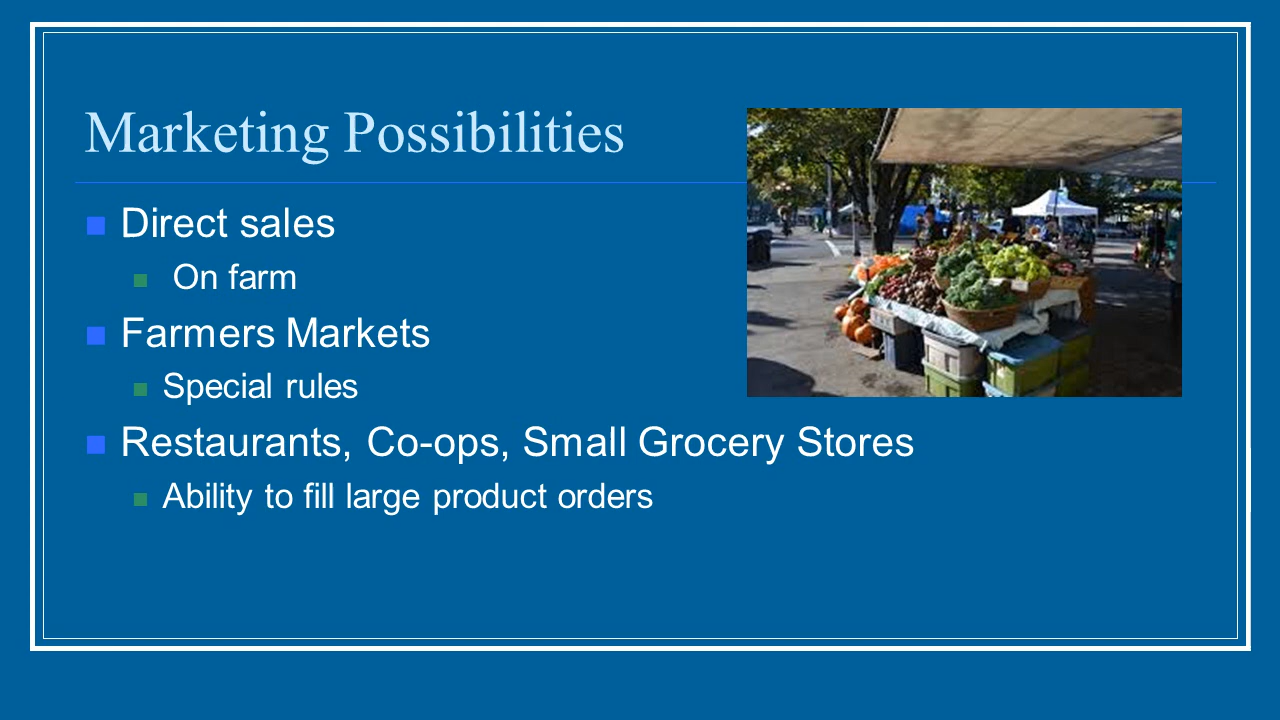 Marketing Possibilities
Direct sales
On farm
Farmers Markets
Special rules
Restaurants, Co-ops, Small Grocery Stores
Ability to fill large product orders